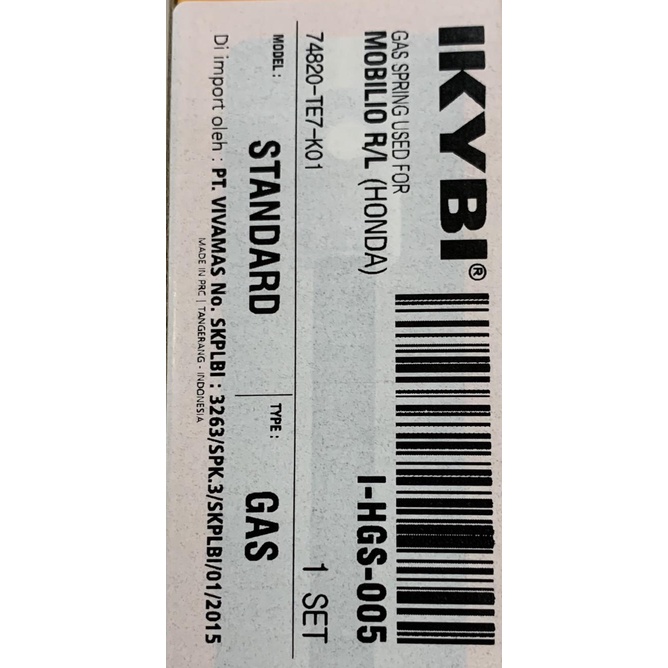 IKYBI®
GAS SPRING USED FOR
MOBILIO R/L (HONDA)
I-HGS-005
74820-TE7-K01
1 SET
MODEL :
STANDARD
TYPE :
GAS
Di import oleh : PT. VIVAMAS No. SKPLBI : 3263/SPK.3/SKPLBI/01/2015
MADE IN PRC | TANGERANG - INDONESIA